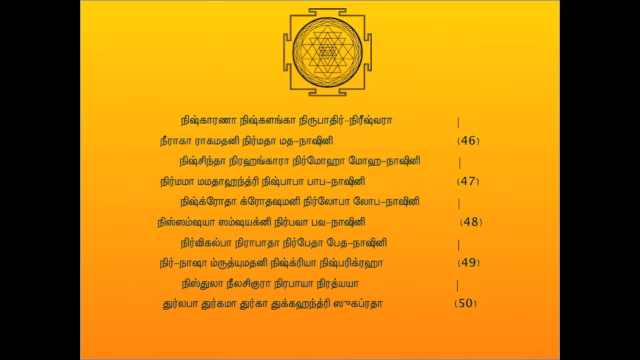 நிஷ்காரணா நிஷ்களங்கா நிருபாதிர்-நிரீஷ்வரா |
நீராகா ராகமதனி நிர்மதா மத-நாஷினி (46)
நிஷ்சிந்தா நிரஹங்காரா நிர்மோஹா மோஹ-நாஷினி |
நிர்மமா மமதாஹந்த்ரி நிஷ்பாபா பாப-நாஷினி (47)
நிஷ்க்ரோதா க்ரோதஷமனி நிர்லோபா லோப-நாஷினி |
நிஸ்ஸம்ஷயா ஸம்ஷயக்னி நிர்பவா பவ-நாஷினி (48)
நிர்விகல்பா நிராபாதா நிர்பேதா பேத-நாஷினி |
நிர்-நாஷா ம்ருத்யுமதனி நிஷ்க்ரியா நிஷ்பரிக்ரஹா (49)
நிஸ்துலா நீலசிகுரா நிரபாயா நிரத்யயா |
துர்லபா துர்கமா துர்கா துக்கஹந்த்ரி ஸுகப்ரதா (50)